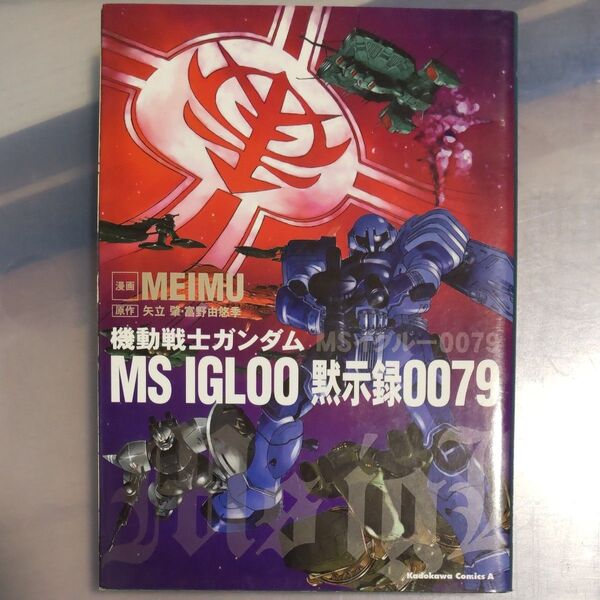 漫画 MEIMU
原作 矢立 肇・富野由悠季
機動戦士ガンダム MSイグルー0079
MS IGLOO 黙示録0079
Kadokawa Comics A